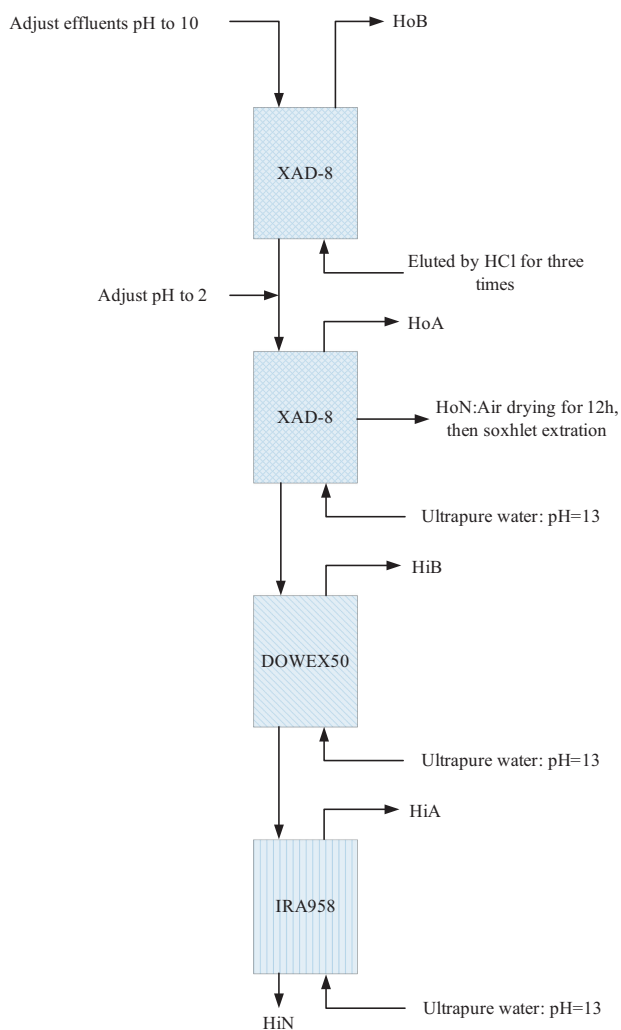 Adjust effluents pH to 10
HoB
XAD-8
Eluted by HCl for three
times
Adjust pH to 2
HoA
XAD-8
HoN:Air drying for 12h,
then soxhlet extration
Ultrapure water: pH=13
HiB
DOWEX50
Ultrapure water: pH=13
HiA
IRA958
Ultrapure water: pH=13
HiN